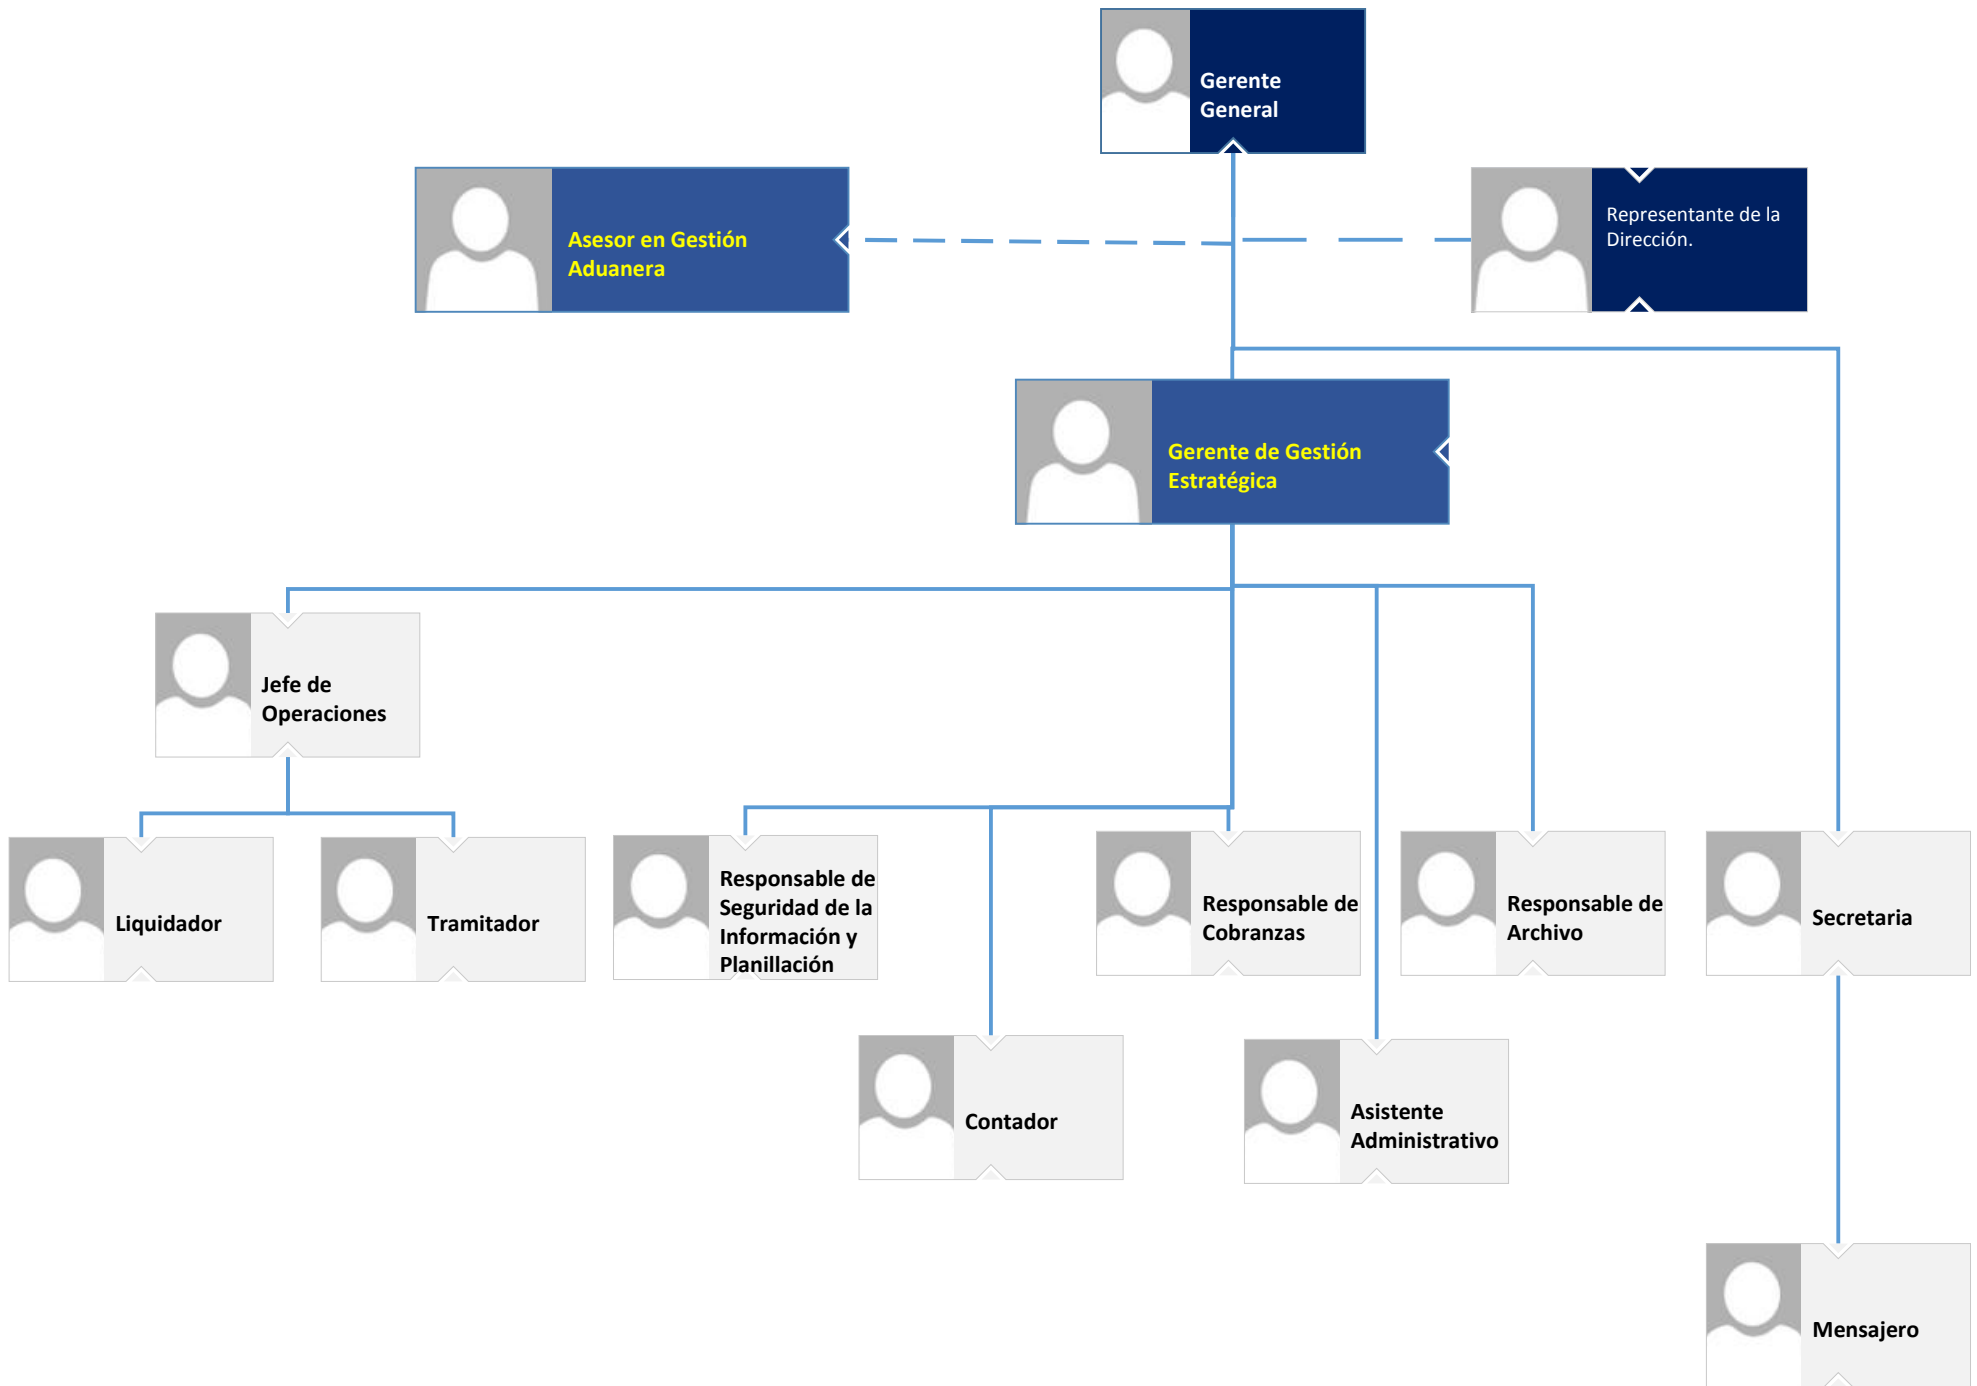 Gerente
General
Asesor en Gestión
Aduanera
Representante de la
Dirección.
Gerente de Gestión
Estratégica
Jefe de
Operaciones
Liquidador
Tramitador
Responsable de
Seguridad de la
Información y
Planillación
Responsable de
Cobranzas
Responsable de
Archivo
Secretaria
Contador
Asistente
Administrativo
Mensajero